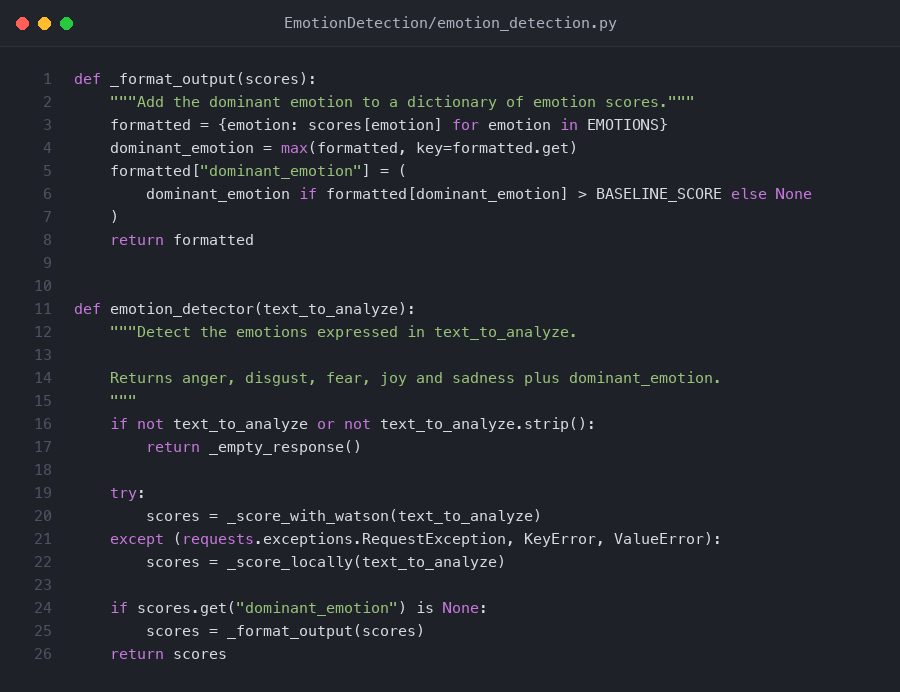 EmotionDetection/emotion_detection.py
1 def _format_output(scores):
2     """Add the dominant emotion to a dictionary of emotion scores."""
3     formatted = {emotion: scores[emotion] for emotion in EMOTIONS}
4     dominant_emotion = max(formatted, key=formatted.get)
5     formatted["dominant_emotion"] = (
6         dominant_emotion if formatted[dominant_emotion] > BASELINE_SCORE else None
7     )
8     return formatted
9
10
11 def emotion_detector(text_to_analyze):
12     """Detect the emotions expressed in text_to_analyze.
13
14     Returns anger, disgust, fear, joy and sadness plus dominant_emotion.
15     """
16     if not text_to_analyze or not text_to_analyze.strip():
17         return _empty_response()
18
19     try:
20         scores = _score_with_watson(text_to_analyze)
21     except (requests.exceptions.RequestException, KeyError, ValueError):
22         scores = _score_locally(text_to_analyze)
23
24     if scores.get("dominant_emotion") is None:
25         scores = _format_output(scores)
26     return scores